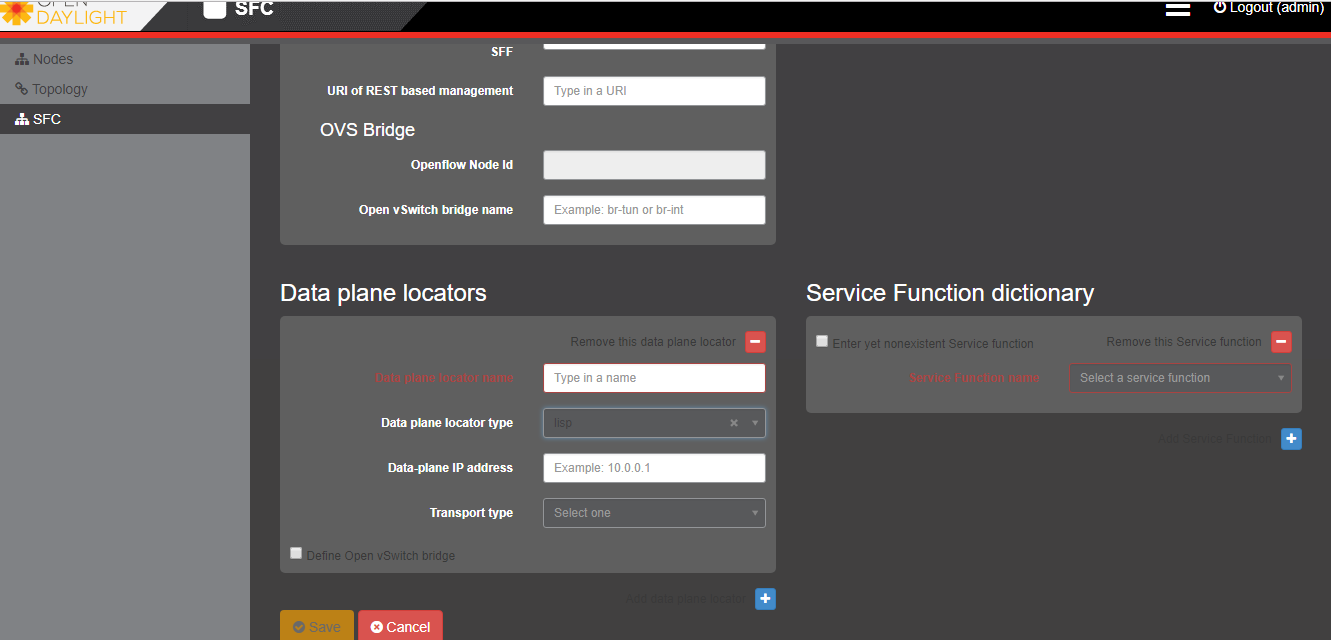 OPEN
DAYLIGHT
SFC
Logout (admin)
Nodes
Topology
SFC
SFF
URI of REST based management
Type in a URI
OVS Bridge
Openflow Node Id
Open vSwitch bridge name
Example: br-tun or br-int
Data plane locators
Remove this data plane locator
Data plane locator name
Type in a name
Data plane locator type
lisp
Data-plane IP address
Example: 10.0.0.1
Transport type
Select one
Define Open vSwitch bridge
Add data plane locator
Save
Cancel
Service Function dictionary
Enter yet nonexistent Service function
Remove this Service function
Service Function name
Select a service function
Add Service Function